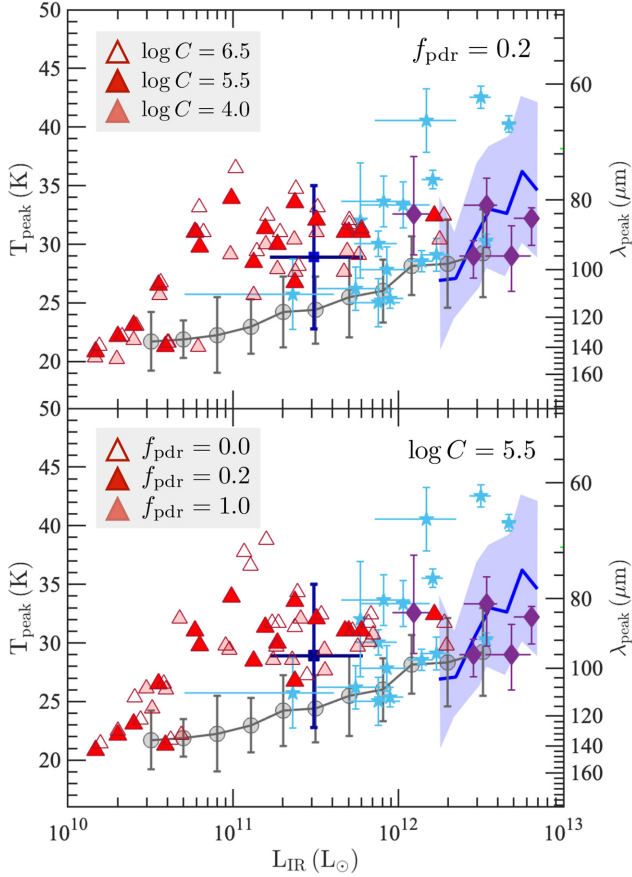 50
45
40
35
30
25
20
50
T_peak (K)
log C = 6.5
log C = 5.5
log C = 4.0
f_pdr = 0.2
60
80
100
120
140
160
λ_peak (μm)
45
40
35
30
25
20
T_peak (K)
f_pdr = 0.0
f_pdr = 0.2
f_pdr = 1.0
log C = 5.5
60
80
100
120
140
160
λ_peak (μm)
10^10 10^11 10^12 10^13
L_IR (L_⊙)